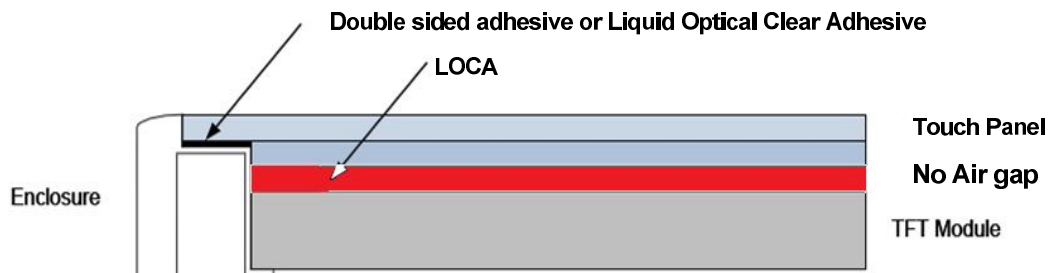 Double sided adhesive or Liquid Optical Clear Adhesive
LOCA
Touch Panel
No Air gap
Enclosure
TFT Module